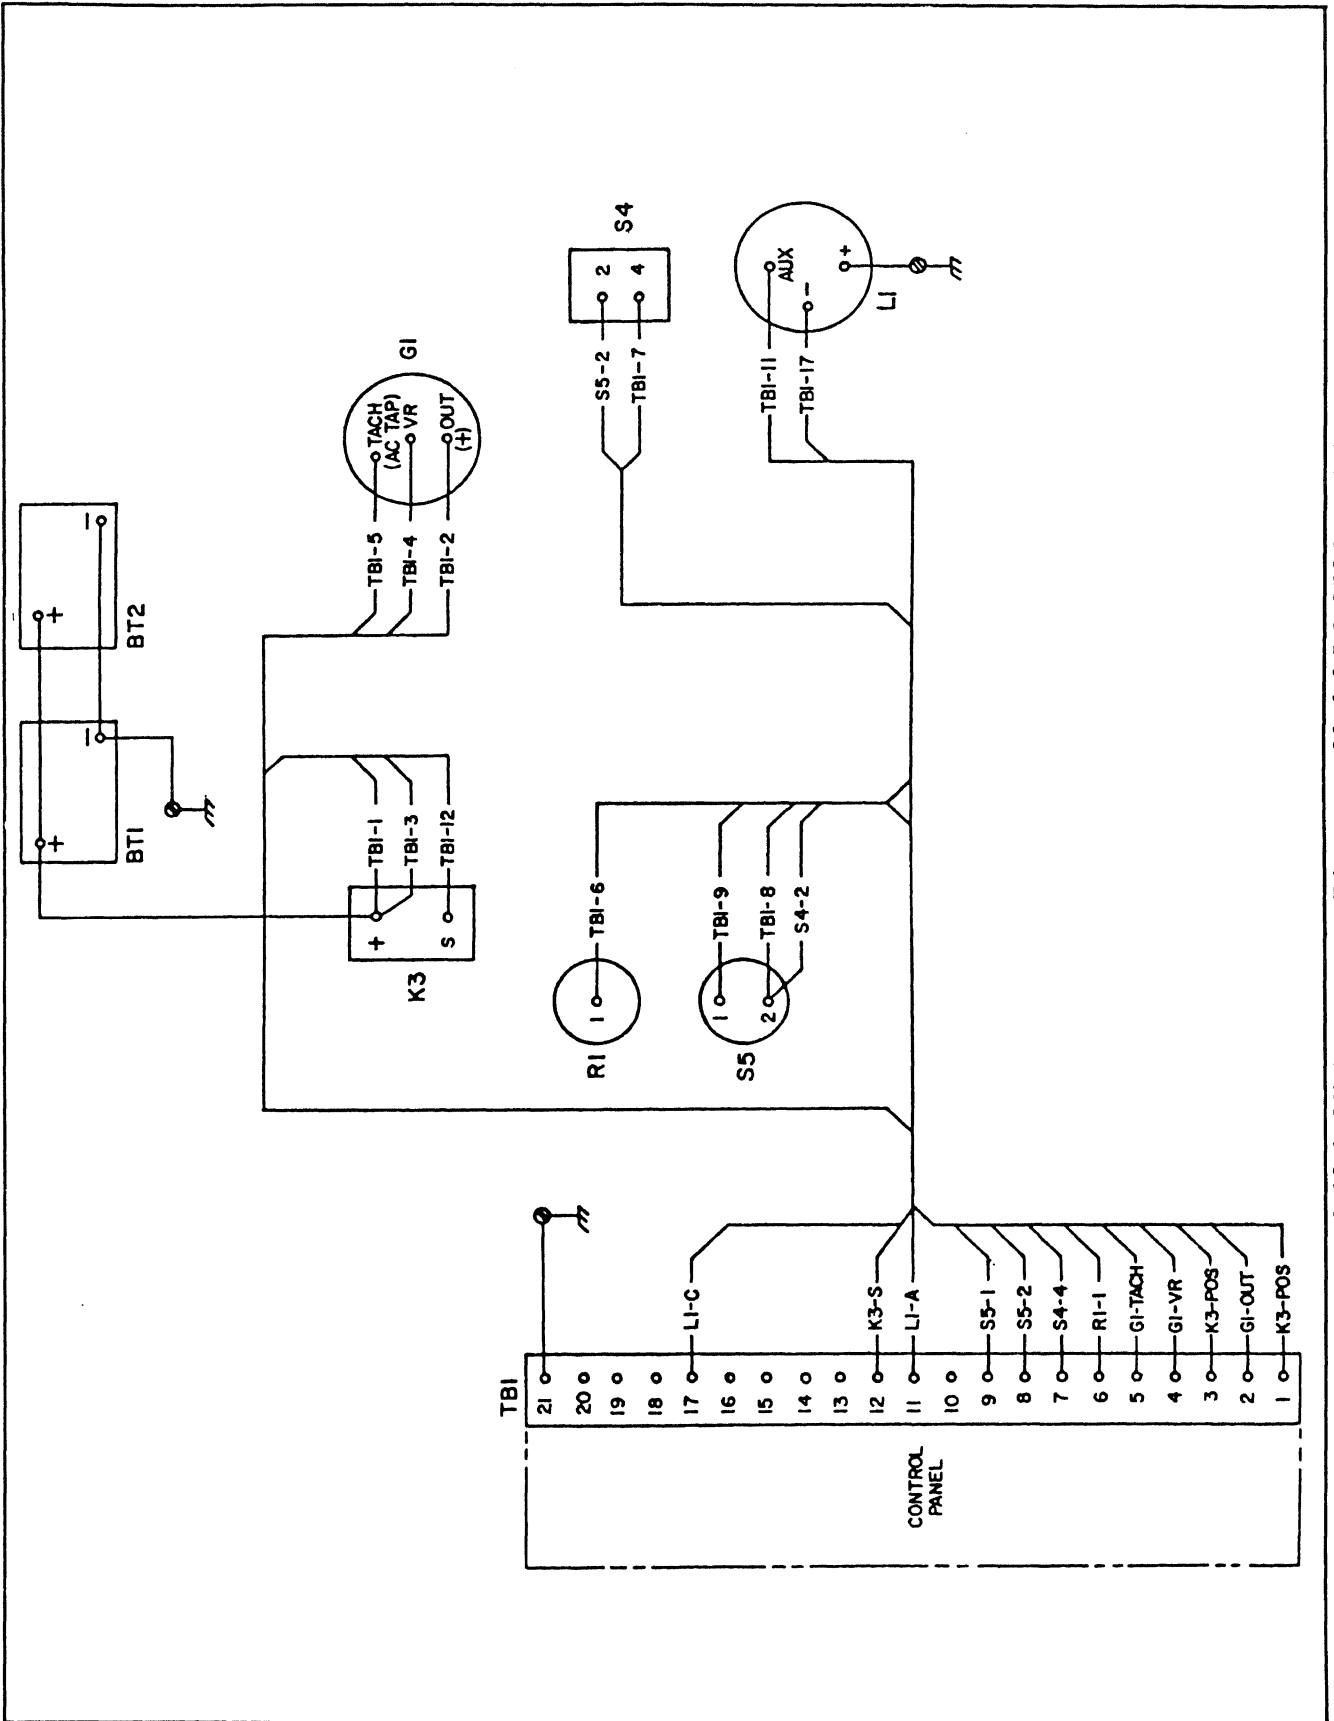 BT2
+
—
BT1
+
—
G1
TACH
(AC TAP)
VR
OUT
(+)
TB1-5
TB1-4
TB1-2
K3
+
S
TB1-1
TB1-3
TB1-12
S4
2
4
S5-2
TB1-7
L1
AUX
—
+
TB1-11
TB1-17
R1
1
TB1-6
S5
1
2
TB1-9
TB1-8
S4-2
TB1
21
20
19
18
17 L1-C
16
15
14
13
12 K3-S
11 L1-A
10
9 S5-1
8 S5-2
7 S4-4
6 R1-1
5 G1-TACH
4 G1-VR
3 K3-POS
2 G1-OUT
1 K3-POS
CONTROL
PANEL